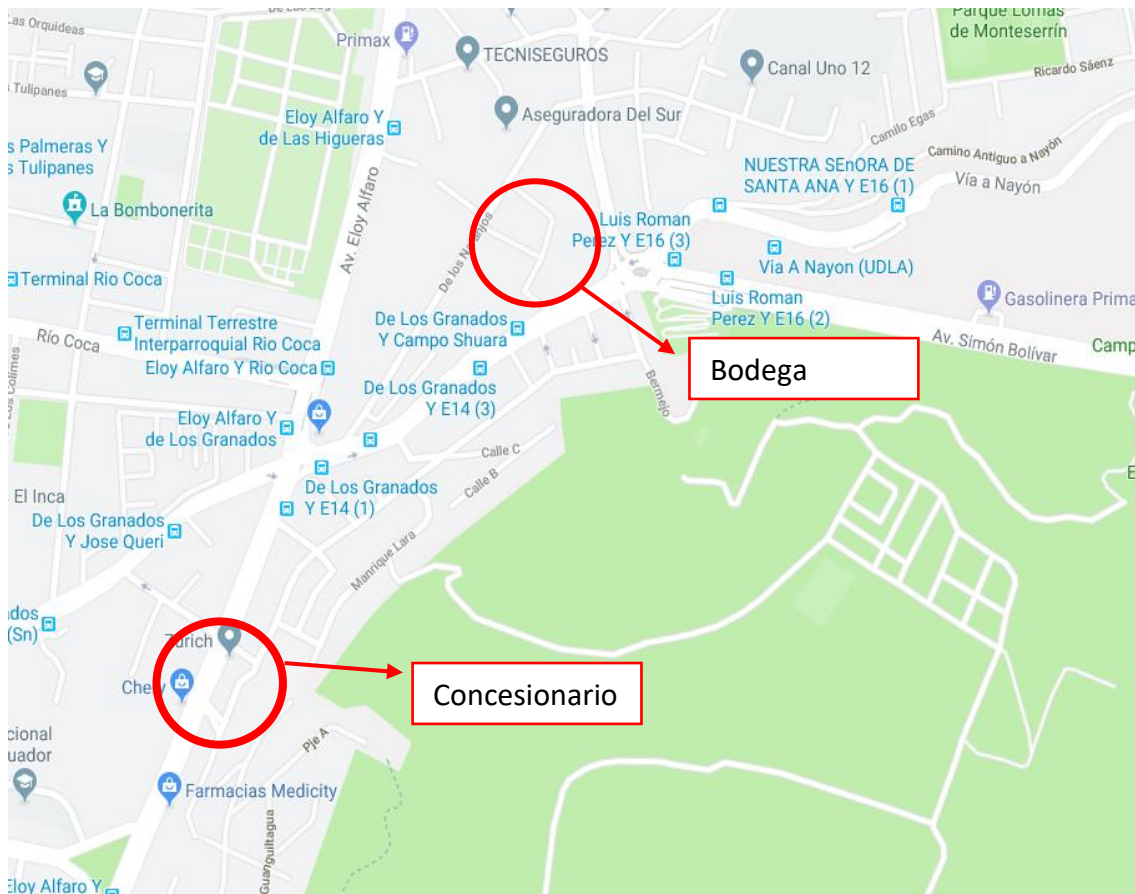 De Las
Las Orquideas
Primax
TECNISEGUROS
Parque Lomas
de Monteserrín
Canal Uno 12
Ricardo Sáenz
Tulipanes
Aseguradora Del Sur
Eloy Alfaro Y
de Las Higueras
Camilo Egas
s Palmeras Y
s Tulipanes
Camino Antiguo a Nayón
NUESTRA SEnORA DE
SANTA ANA Y E16 (1)
Vía a Nayón
La Bombonerita
Av. Eloy Alfaro
De los Naranjos
Luis Roman
Perez Y E16 (3)
Via A Nayon (UDLA)
Terminal Rio Coca
Gasolinera Prima
Luis Roman
Perez Y E16 (2)
Terminal Terrestre
Interparroquial Rio Coca
De Los Granados
Y Campo Shuara
Río Coca
Av. Simón Bolívar
Camp
Eloy Alfaro Y Rio Coca
Bodega
De Los Granados
Y E14 (3)
Bermejo
Los Colimes
Eloy Alfaro Y
de Los Granados
Calle C
Calle B
De Los Granados
Y E14 (1)
El Inca
E
De Los Granados
Y Jose Queri
Manrique Lara
ados
(Sn)
Zurich
Chery
Concesionario
cional
uador
Pje A
Farmacias Medicity
Guanguiltagua
Eloy Alfaro Y